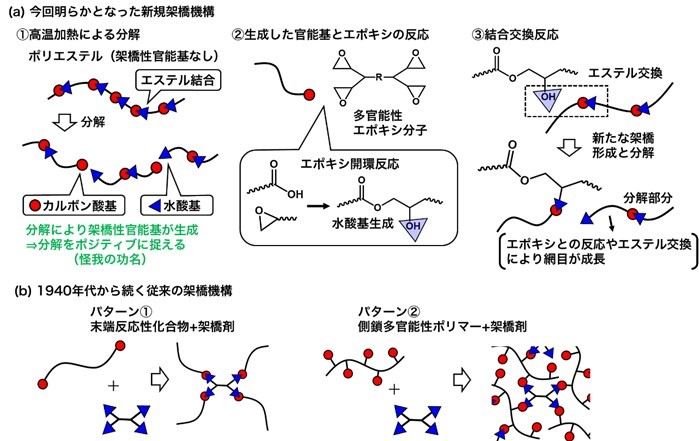 (a) 今回明らかとなった新規架橋機構
①高温加熱による分解
ポリエステル（架橋性官能基なし）
エステル結合
分解
カルボン酸基
水酸基
分解により架橋性官能基が生成
⇒分解をポジティブに捉える
（怪我の功名）
②生成した官能基とエポキシの反応
O
O
R
O
O
多官能性
エポキシ分子
エポキシ開環反応
O
OH
O
O
O
水酸基生成
OH
③結合交換反応
O
O
OH
エステル交換
新たな架橋
形成と分解
O
O
分解部分
エポキシとの反応やエステル交換
により網目が成長
(b) 1940年代から続く従来の架橋機構
パターン①
末端反応性化合物+架橋剤
+
パターン②
側鎖多官能性ポリマー+架橋剤
+